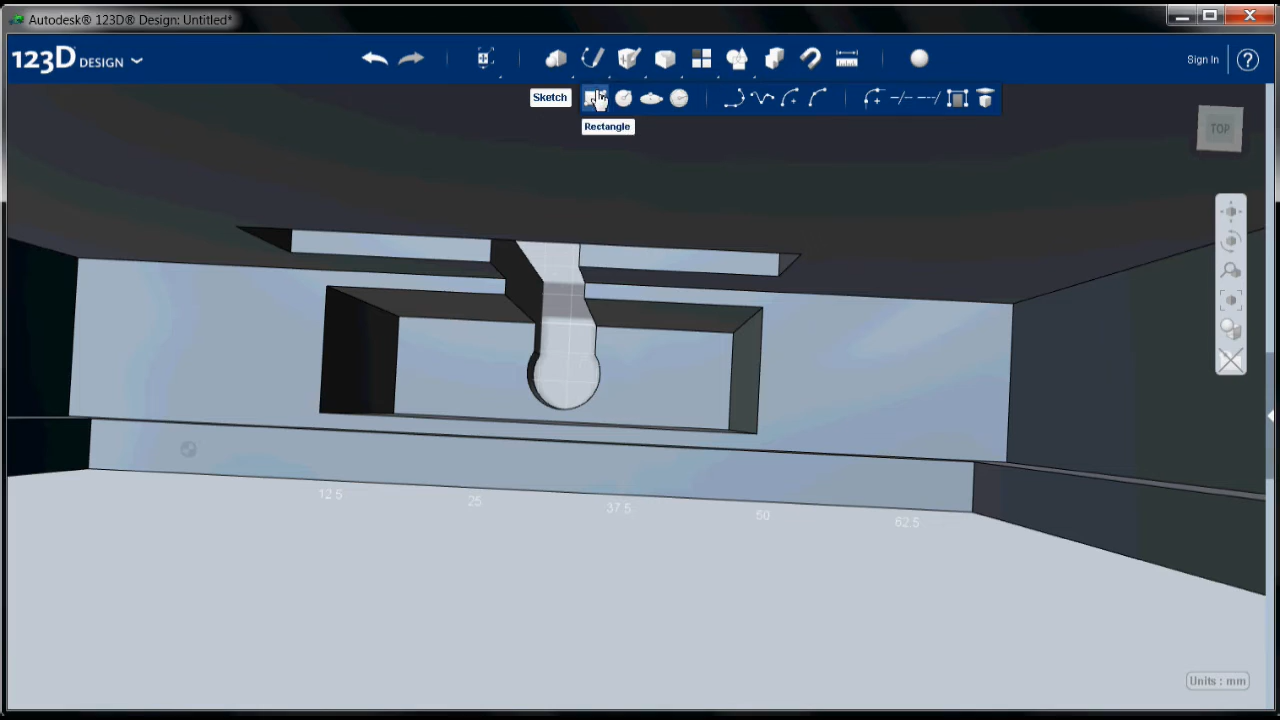 Autodesk® 123D® Design: Untitled*
123D DESIGN
Sign In
?
Sketch
Rectangle
TOP
12.5
25
37.5
50
62.5
Units : mm